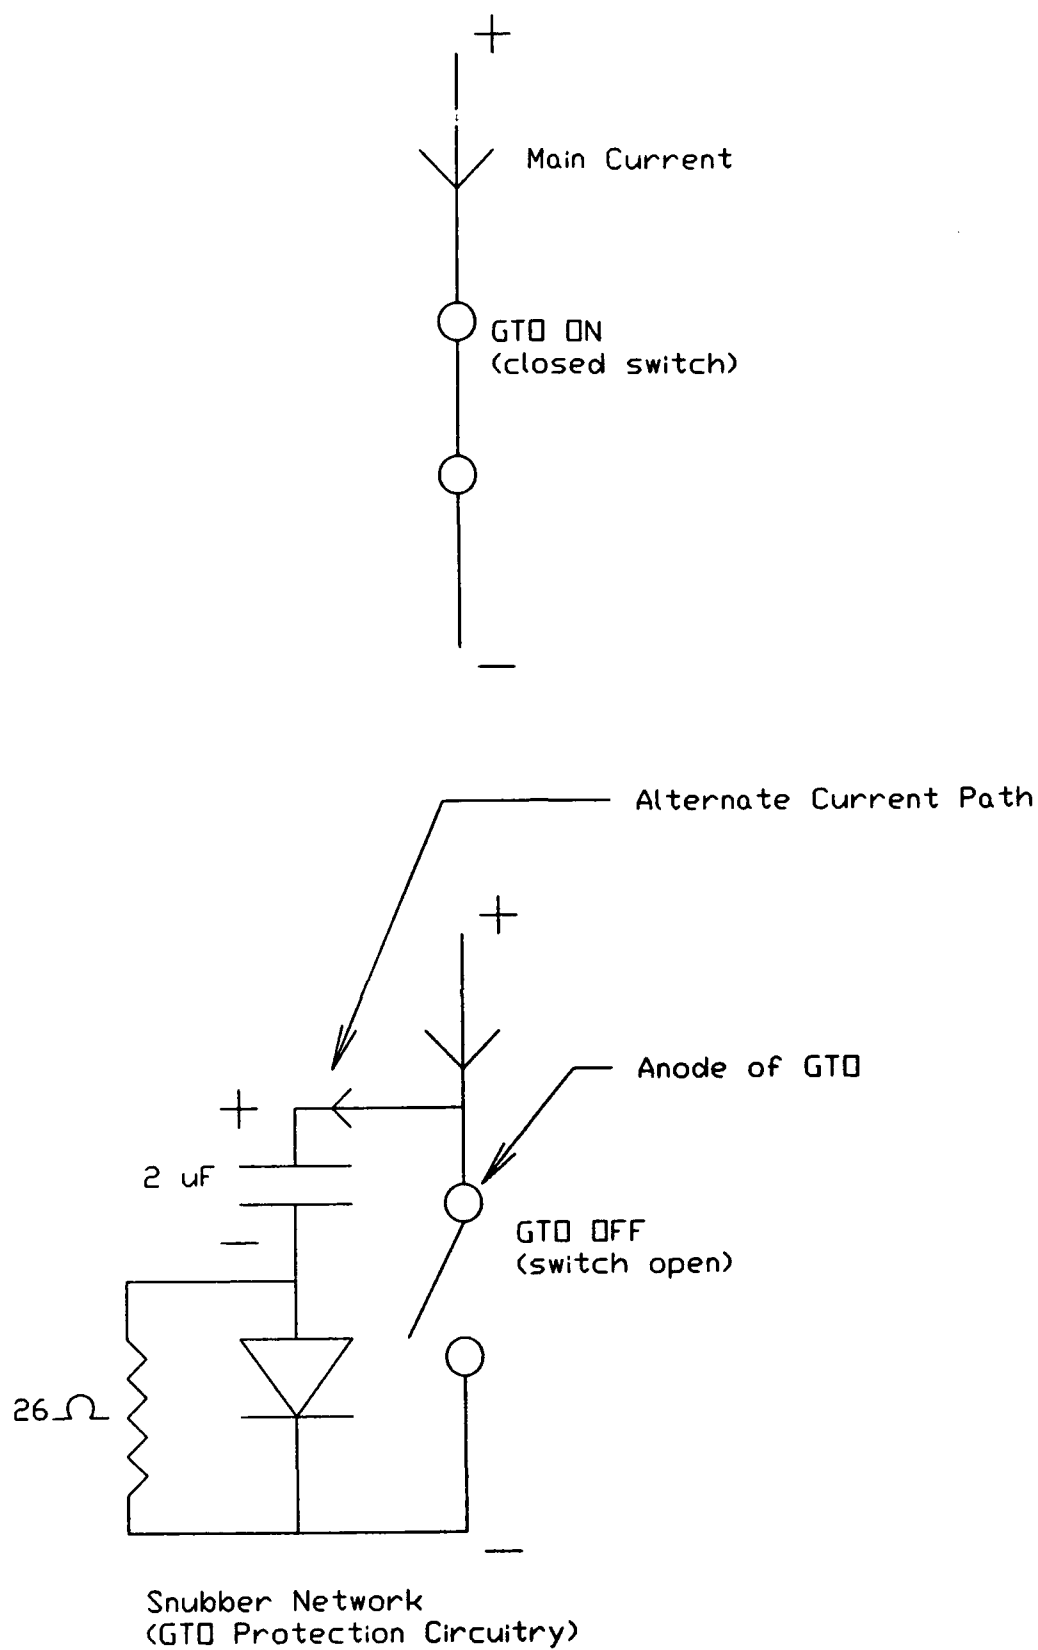 +
Main Current
GTO ON
(closed switch)
—
Alternate Current Path
+
Anode of GTO
+
2 uF
—
GTO OFF
(switch open)
26Ω
—
Snubber Network
(GTO Protection Circuitry)